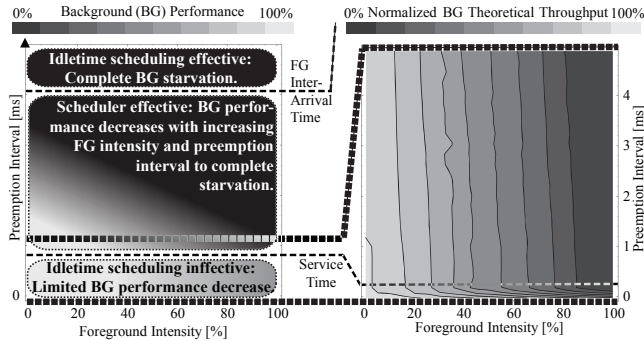 Background (BG) Performance
0%
100%
Idletime scheduling effective:
Complete BG starvation.
Scheduler effective: BG perfor-
mance decreases with increasing
FG intensity and preemption
interval to complete
starvation.
Idletime scheduling inffective:
Limited BG performance decrease.
Preemption Interval [ms]
0
0 20 40 60 80 100
Foreground Intensity [%]
FG
Inter-
Arrival
Time
Service
Time
0%
Normalized BG Theoretical Throughput
100%
4
3
2
1
0
Preemption Interval [ms]
0 20 40 60 80 100
Foreground Intensity [%]